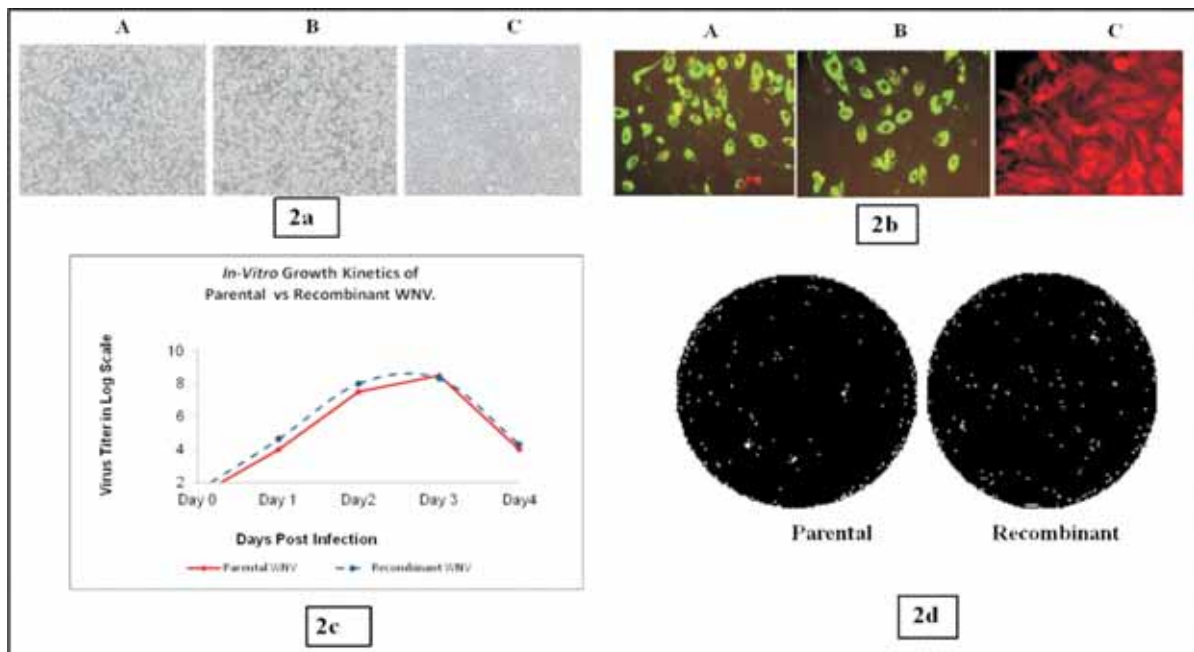 A B C
2a
A B C
2b
In-Vitro Growth Kinetics of
Parental vs Recombinant WNV.
Virus Titer in Log Scale
10
8
6
4
2
Day 0 Day 1 Day2 Day 3 Day4
Days Post Infection
Parental WNV Recombinant WNV
2c
Parental Recombinant
2d